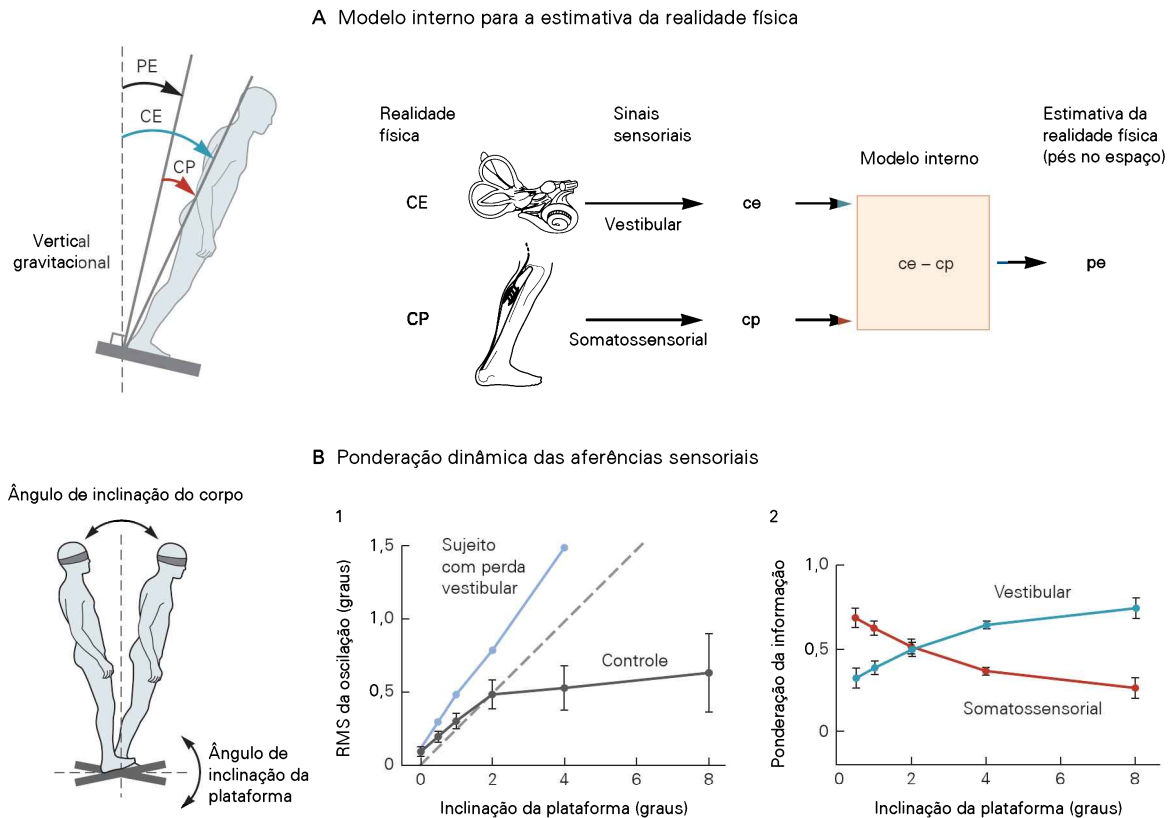 A Modelo interno para a estimativa da realidade física
PE
CE
CP
Vertical
gravitacional
Realidade
física
Sinais
sensoriais
Modelo interno
Estimativa da
realidade física
(pés no espaço)
CE
Vestibular
ce
ce – cp
pe
CP
Somatossensorial
cp
B Ponderação dinâmica das aferências sensoriais
Ângulo de inclinação do corpo
Ângulo de
inclinação da
plataforma
1
RMS da oscilação (graus)
1,5
1,0
0,5
0
Sujeito
com perda
vestibular
Controle
0 2 4 6 8
Inclinação da plataforma (graus)
2
Ponderação da informação
1,0
0,5
0
Vestibular
Somatossensorial
0 2 4 6 8
Inclinação da plataforma (graus)